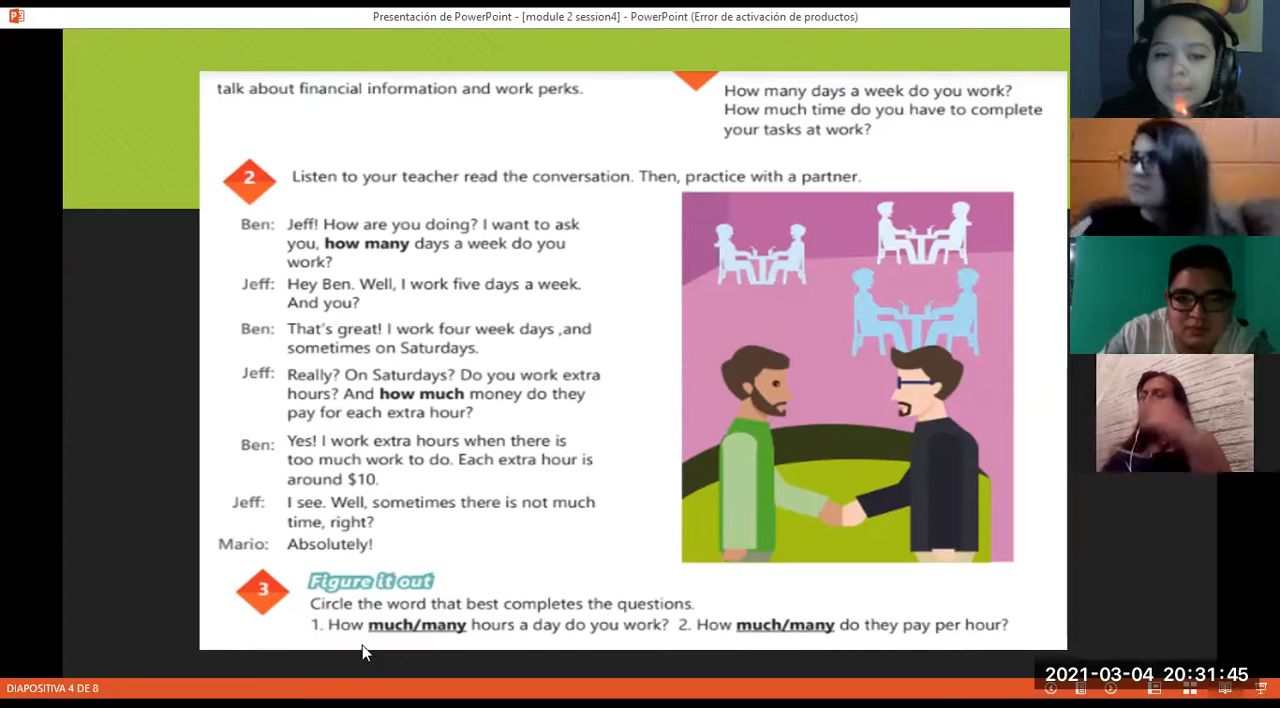 Presentación de PowerPoint - [module 2 session4] - PowerPoint (Error de activación de productos)
talk about financial information and work perks.
How many days a week do you work?
How much time do you have to complete
your tasks at work?
2 Listen to your teacher read the conversation. Then, practice with a partner.
Ben: Jeff! How are you doing? I want to ask
you, how many days a week do you
work?
Jeff: Hey Ben. Well, I work five days a week.
And you?
Ben: That's great! I work four week days ,and
sometimes on Saturdays.
Jeff: Really? On Saturdays? Do you work extra
hours? And how much money do they
pay for each extra hour?
Ben: Yes! I work extra hours when there is
too much work to do. Each extra hour is
around $10.
Jeff: I see. Well, sometimes there is not much
time, right?
Mario: Absolutely!
3 Figure it out
Circle the word that best completes the questions.
1. How much/many hours a day do you work? 2. How much/many do they pay per hour?
2021-03-04 20:31:45
DIAPOSITIVA 4 DE 8